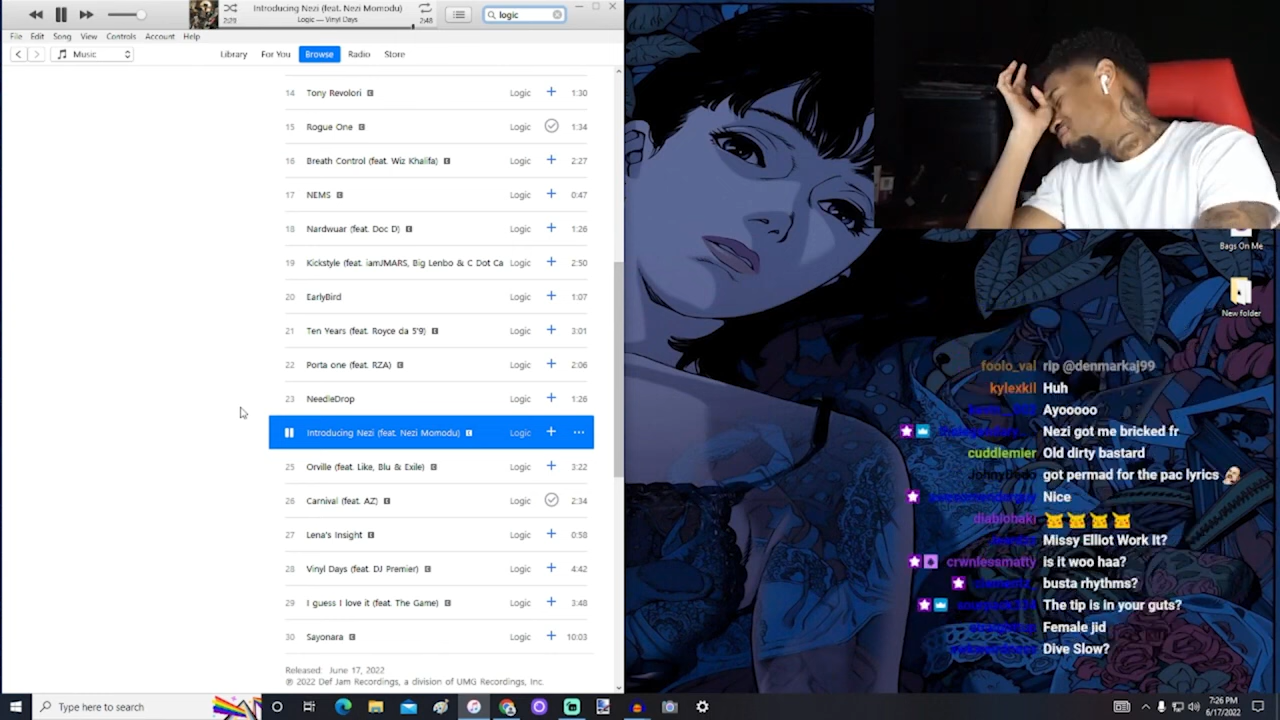 Introducing Nezi (feat. Nezi Momodu)
Logic — Vinyl Days
2:29
2:48
logic
File Edit Song View Controls Account Help
Music
Library For You Browse Radio Store
14 Tony Revolori E Logic + 1:30
15 Rogue One E Logic 1:34
16 Breath Control (feat. Wiz Khalifa) E Logic + 2:27
17 NEMS E Logic + 0:47
18 Nardwuar (feat. Doc D) E Logic + 1:26
19 Kickstyle (feat. iamJMARS, Big Lenbo & C Dot Ca Logic + 2:50
20 EarlyBird Logic + 1:07
21 Ten Years (feat. Royce da 5'9) E Logic + 3:01
22 Porta one (feat. RZA) E Logic + 2:06
23 NeedleDrop Logic + 1:26
Introducing Nezi (feat. Nezi Momodu) E Logic + ...
25 Orville (feat. Like, Blu & Exile) E Logic + 3:22
26 Carnival (feat. AZ) E Logic 2:34
27 Lena's Insight E Logic + 0:58
28 Vinyl Days (feat. DJ Premier) E Logic + 4:42
29 I guess I love it (feat. The Game) E Logic + 3:48
30 Sayonara E Logic + 10:03
Released: June 17, 2022
℗ 2022 Def Jam Recordings, a division of UMG Recordings, Inc.
Bags On Me
New folder
foolo_val rip @denmarkaj99
kylexkll Huh
Ayooooo
Nezi got me bricked fr
cuddlemier Old dirty bastard
JohnyDedo got permad for the pac lyrics
Nice
diablobaki
Missy Elliot Work It?
crwnlessmatty is it woo haa?
busta rhythms?
The tip is in your guts?
Female jid
Dive Slow?
Type here to search
7:26 PM
6/17/2022